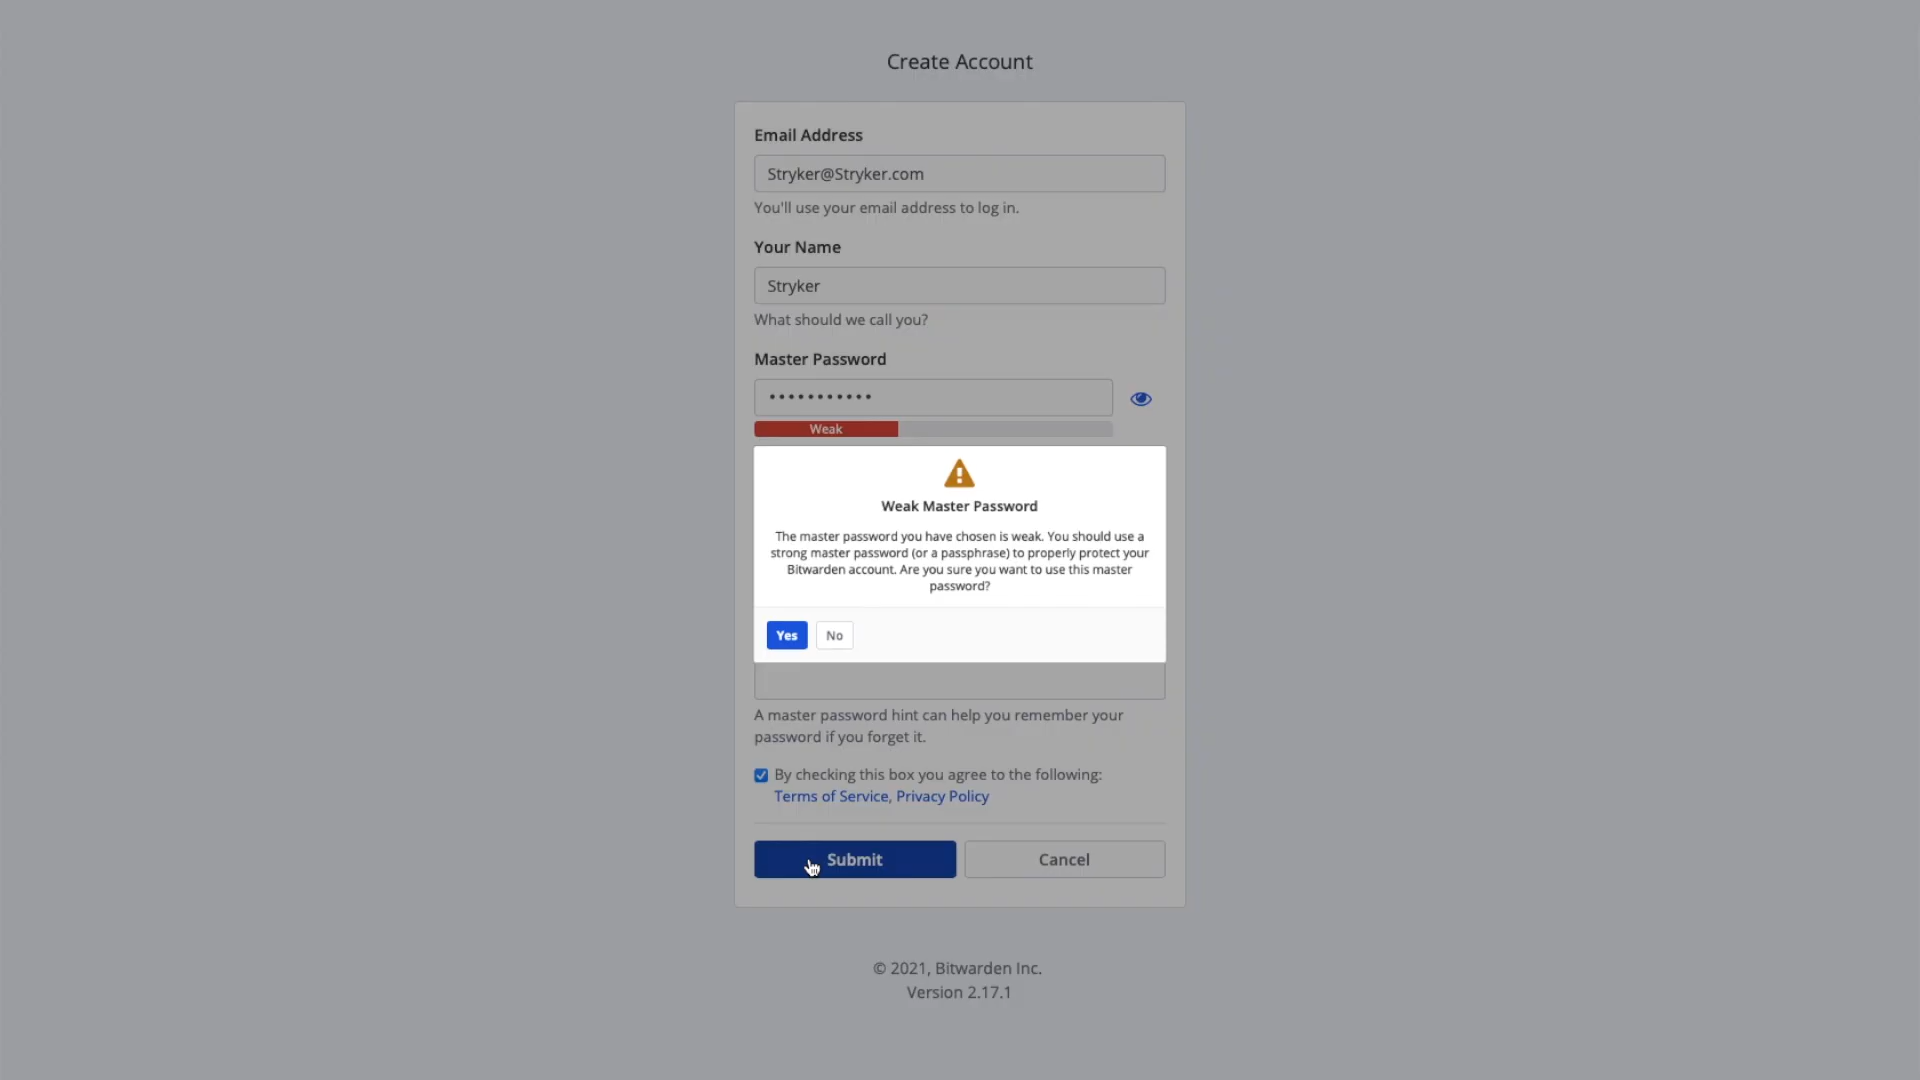 Create Account
Email Address
Stryker@Stryker.com
You'll use your email address to log in.
Your Name
Stryker
What should we call you?
Master Password
•••••••••••
Weak
Weak Master Password
The master password you have chosen is weak. You should use a
strong master password (or a passphrase) to properly protect your
Bitwarden account. Are you sure you want to use this master
password?
Yes No
A master password hint can help you remember your
password if you forget it.
By checking this box you agree to the following:
Terms of Service, Privacy Policy
Submit Cancel
© 2021, Bitwarden Inc.
Version 2.17.1